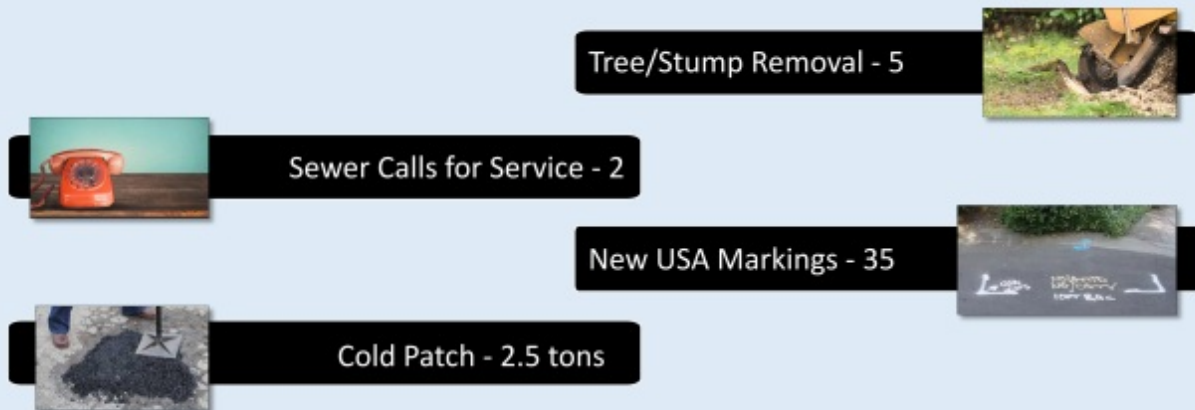 Tree/Stump Removal - 5
Sewer Calls for Service - 2
New USA Markings - 35
Cold Patch - 2.5 tons